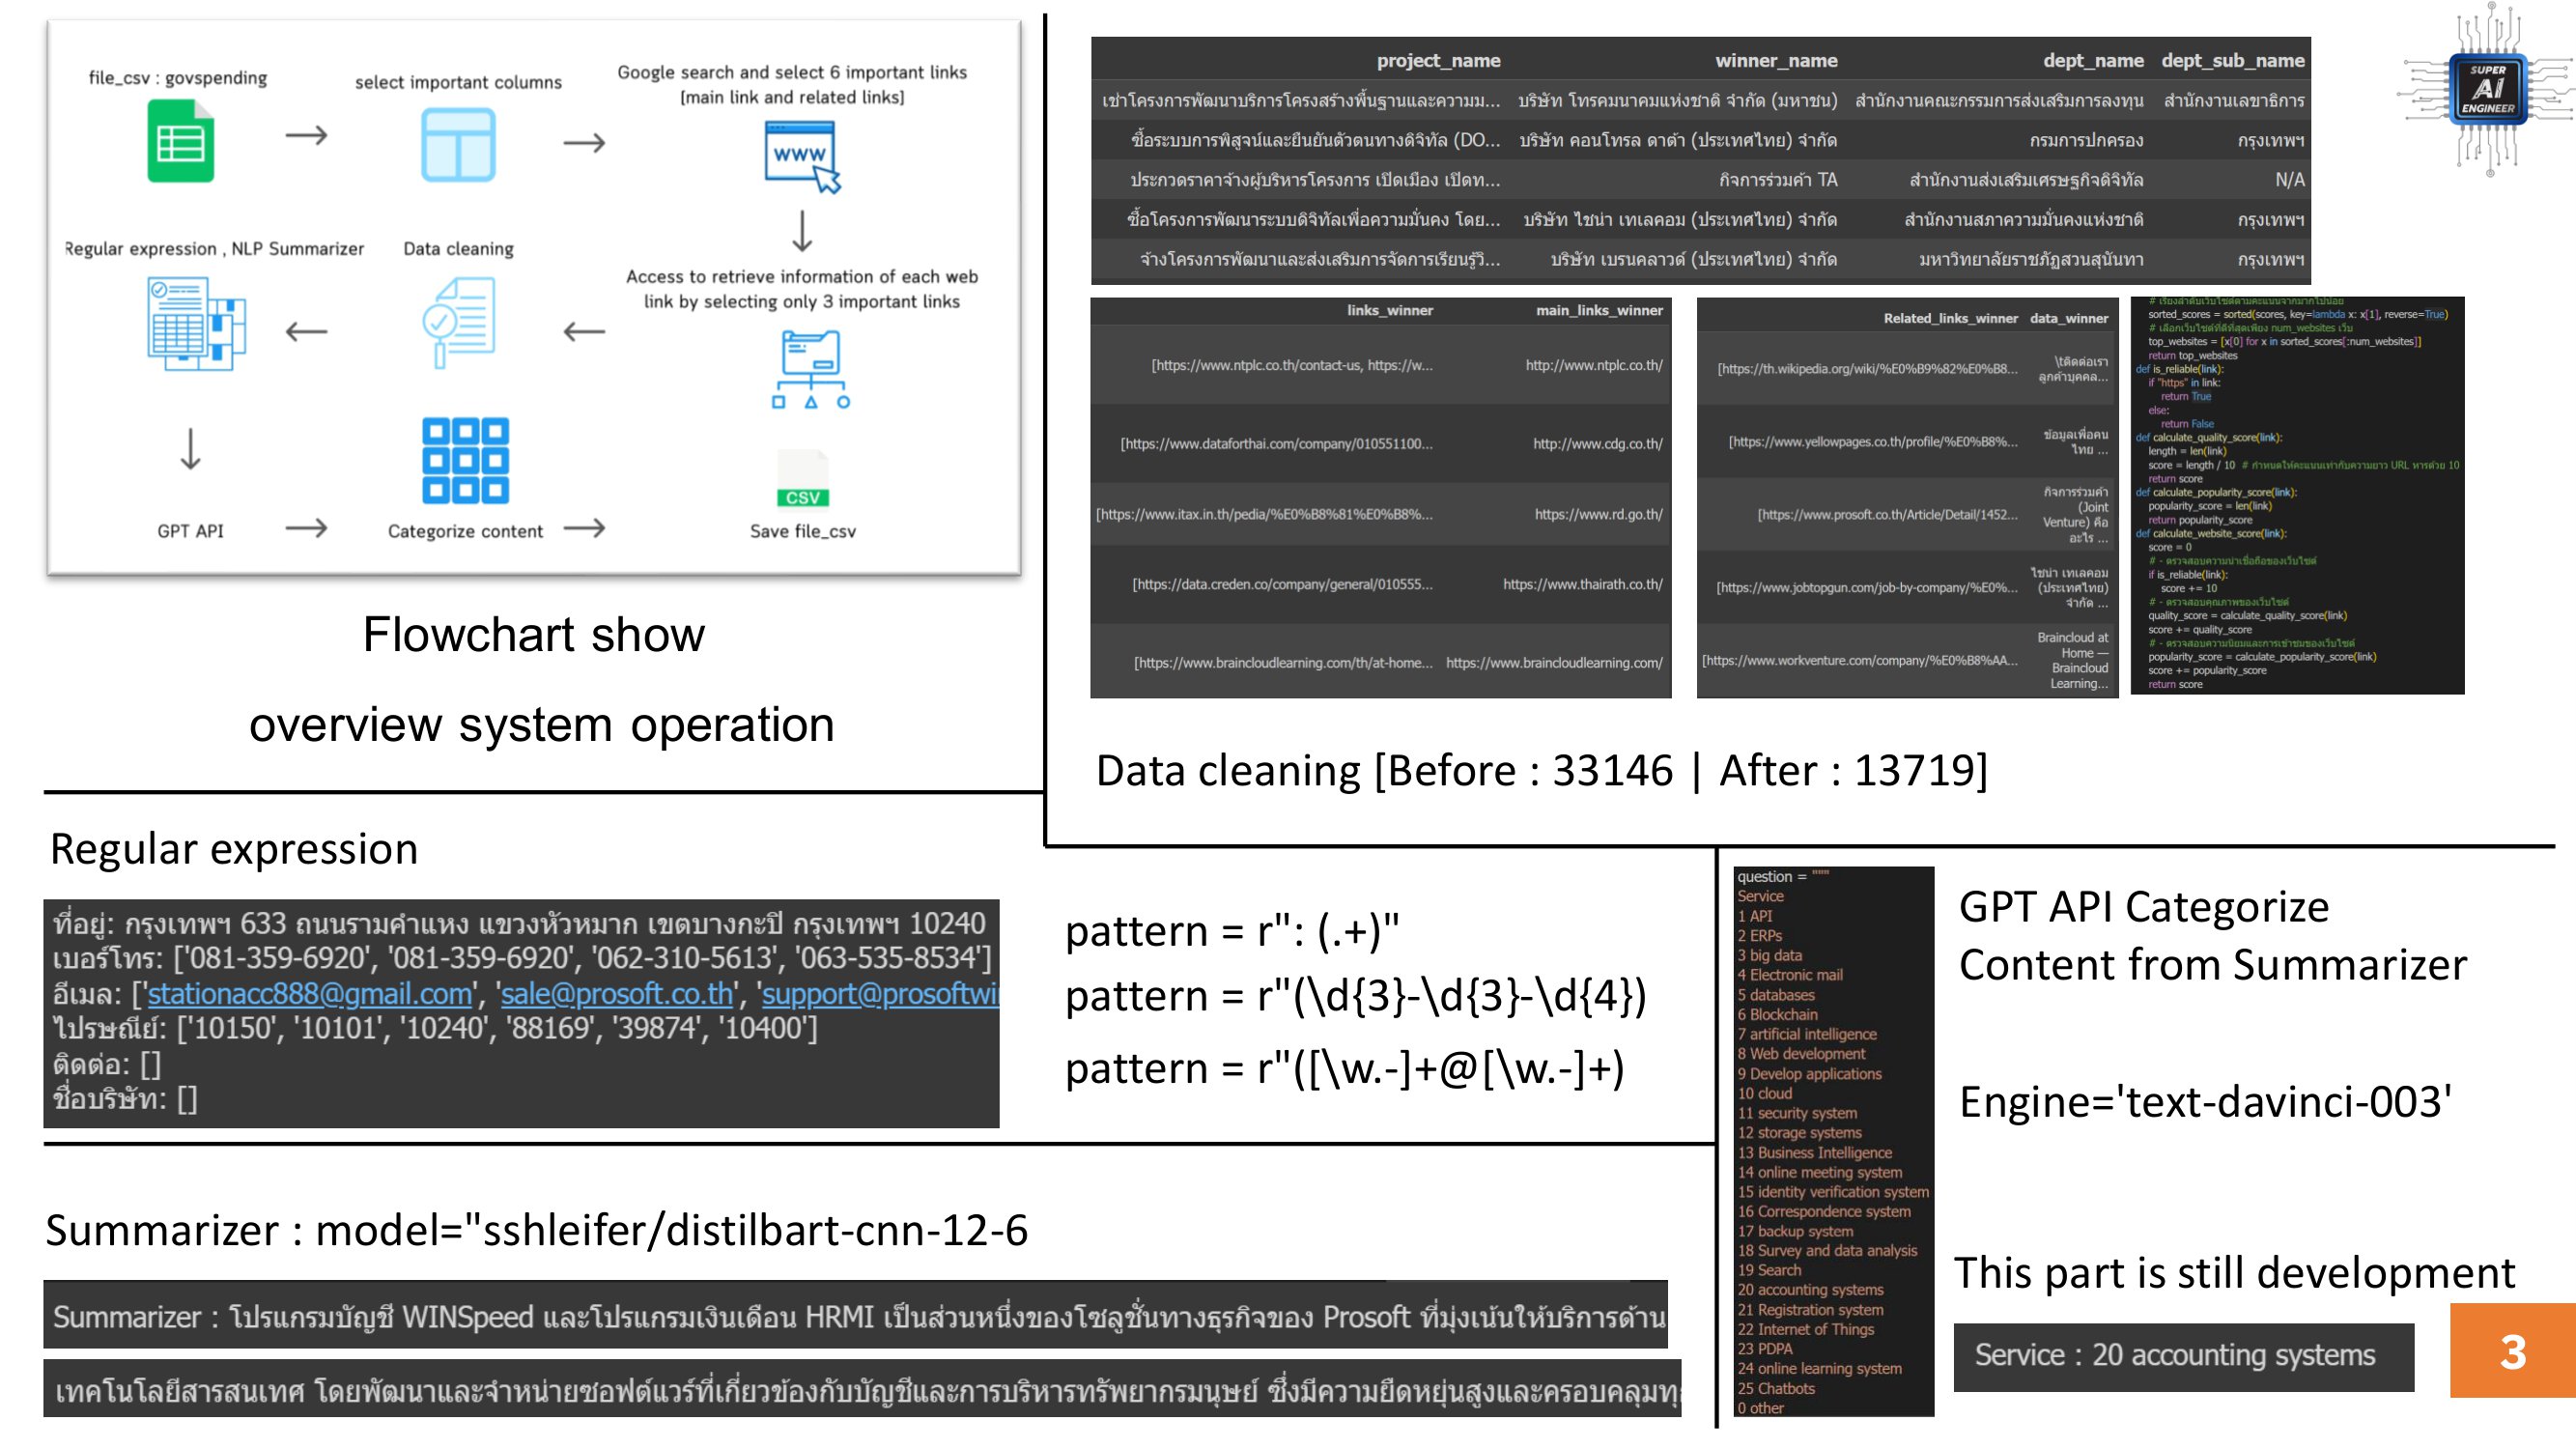 file_csv : govspending
select important columns
Google search and select 6 important links
[main link and related links]
www
Regular expression , NLP Summarizer
Data cleaning
Access to retrieve information of each web
link by selecting only 3 important links
GPT API
Categorize content
CSV
Save file_csv
Flowchart show
overview system operation
project_name winner_name dept_name dept_sub_name
เช่าโครงการพัฒนาบริการโครงสร้างพื้นฐานและความม... บริษัท โทรคมนาคมแห่งชาติ จำกัด (มหาชน) สำนักงานคณะกรรมการส่งเสริมการลงทุน สำนักงานเลขาธิการ
ซื้อระบบการพิสูจน์และยืนยันตัวตนทางดิจิทัล (DO... บริษัท คอนโทรล ดาต้า (ประเทศไทย) จำกัด กรมการปกครอง กรุงเทพฯ
ประกวดราคาจ้างผู้บริหารโครงการ เปิดเมือง เปิดท... กิจการร่วมค้า TA สำนักงานส่งเสริมเศรษฐกิจดิจิทัล N/A
ซื้อโครงการพัฒนาระบบดิจิทัลเพื่อความมั่นคง โดย... บริษัท ไชน่า เทเลคอม (ประเทศไทย) จำกัด สำนักงานสภาความมั่นคงแห่งชาติ กรุงเทพฯ
จ้างโครงการพัฒนาและส่งเสริมการจัดการเรียนรู้วิ... บริษัท เบรนคลาวด์ (ประเทศไทย) จำกัด มหาวิทยาลัยราชภัฏสวนสุนันทา กรุงเทพฯ
SUPER
Ai
ENGINEER
links_winner main_links_winner
[https://www.ntplc.co.th/contact-us, https://w... http://www.ntplc.co.th/
[https://www.dataforthai.com/company/010551100... http://www.cdg.co.th/
[https://www.itax.in.th/pedia/%E0%B8%81%E0%B8%... https://www.rd.go.th/
[https://data.creden.co/company/general/010555... https://www.thairath.co.th/
[https://www.braincloudlearning.com/th/at-home... https://www.braincloudlearning.com/
Related_links_winner data_winner
[https://th.wikipedia.org/wiki/%E0%B9%82%E0%B8... \tติดต่อเรา
ลูกค้าบุคคล...
[https://www.yellowpages.co.th/profile/%E0%B8%... ข้อมูลเพื่อคน
ไทย ...
[https://www.prosoft.co.th/Article/Detail/1452... กิจการร่วมค้า
(Joint
Venture) คือ
อะไร ...
[https://www.jobtopgun.com/job-by-company/%E0%... ไชน่า เทเลคอม
(ประเทศไทย)
จำกัด ...
[https://www.workventure.com/company/%E0%B8%AA... Braincloud at
Home —
Braincloud
Learning...
# เรียงลำดับเว็บไซต์ตามคะแนนจากมากไปน้อย
sorted_scores = sorted(scores, key=lambda x: x[1], reverse=True)
# เลือกเว็บไซต์ที่ดีที่สุดเพียง num_websites เว็บ
top_websites = [x[0] for x in sorted_scores[:num_websites]]
return top_websites
def is_reliable(link):
if "https" in link:
return True
else:
return False
def calculate_quality_score(link):
length = len(link)
score = length / 10 # กำหนดให้คะแนนเท่ากับความยาว URL หารด้วย 10
return score
def calculate_popularity_score(link):
popularity_score = len(link)
return popularity_score
def calculate_website_score(link):
score = 0
# - ตรวจสอบความน่าเชื่อถือของเว็บไซต์
if is_reliable(link):
score += 10
# - ตรวจสอบคุณภาพของเว็บไซต์
quality_score = calculate_quality_score(link)
score += quality_score
# - ตรวจสอบความนิยมและการเข้าชมของเว็บไซต์
popularity_score = calculate_popularity_score(link)
score += popularity_score
return score
Data cleaning [Before : 33146 | After : 13719]
Regular expression
ที่อยู่: กรุงเทพฯ 633 ถนนรามคำแหง แขวงหัวหมาก เขตบางกะปิ กรุงเทพฯ 10240
เบอร์โทร: ['081-359-6920', '081-359-6920', '062-310-5613', '063-535-8534']
อีเมล: ['stationacc888@gmail.com', 'sale@prosoft.co.th', 'support@prosoftwi
ไปรษณีย์: ['10150', '10101', '10240', '88169', '39874', '10400']
ติดต่อ: []
ชื่อบริษัท: []
pattern = r": (.+)"
pattern = r"(\d{3}-\d{3}-\d{4})
pattern = r"([\w.-]+@[\w.-]+)
Summarizer : model="sshleifer/distilbart-cnn-12-6
Summarizer : โปรแกรมบัญชี WINSpeed และโปรแกรมเงินเดือน HRMI เป็นส่วนหนึ่งของโซลูชั่นทางธุรกิจของ Prosoft ที่มุ่งเน้นให้บริการด้าน
เทคโนโลยีสารสนเทศ โดยพัฒนาและจำหน่ายซอฟต์แวร์ที่เกี่ยวข้องกับบัญชีและการบริหารทรัพยากรมนุษย์ ซึ่งมีความยืดหยุ่นสูงและครอบคลุมทุ
question = """
Service
1 API
2 ERPs
3 big data
4 Electronic mail
5 databases
6 Blockchain
7 artificial intelligence
8 Web development
9 Develop applications
10 cloud
11 security system
12 storage systems
13 Business Intelligence
14 online meeting system
15 identity verification system
16 Correspondence system
17 backup system
18 Survey and data analysis
19 Search
20 accounting systems
21 Registration system
22 Internet of Things
23 PDPA
24 online learning system
25 Chatbots
0 other
GPT API Categorize
Content from Summarizer
Engine='text-davinci-003'
This part is still development
Service : 20 accounting systems
3